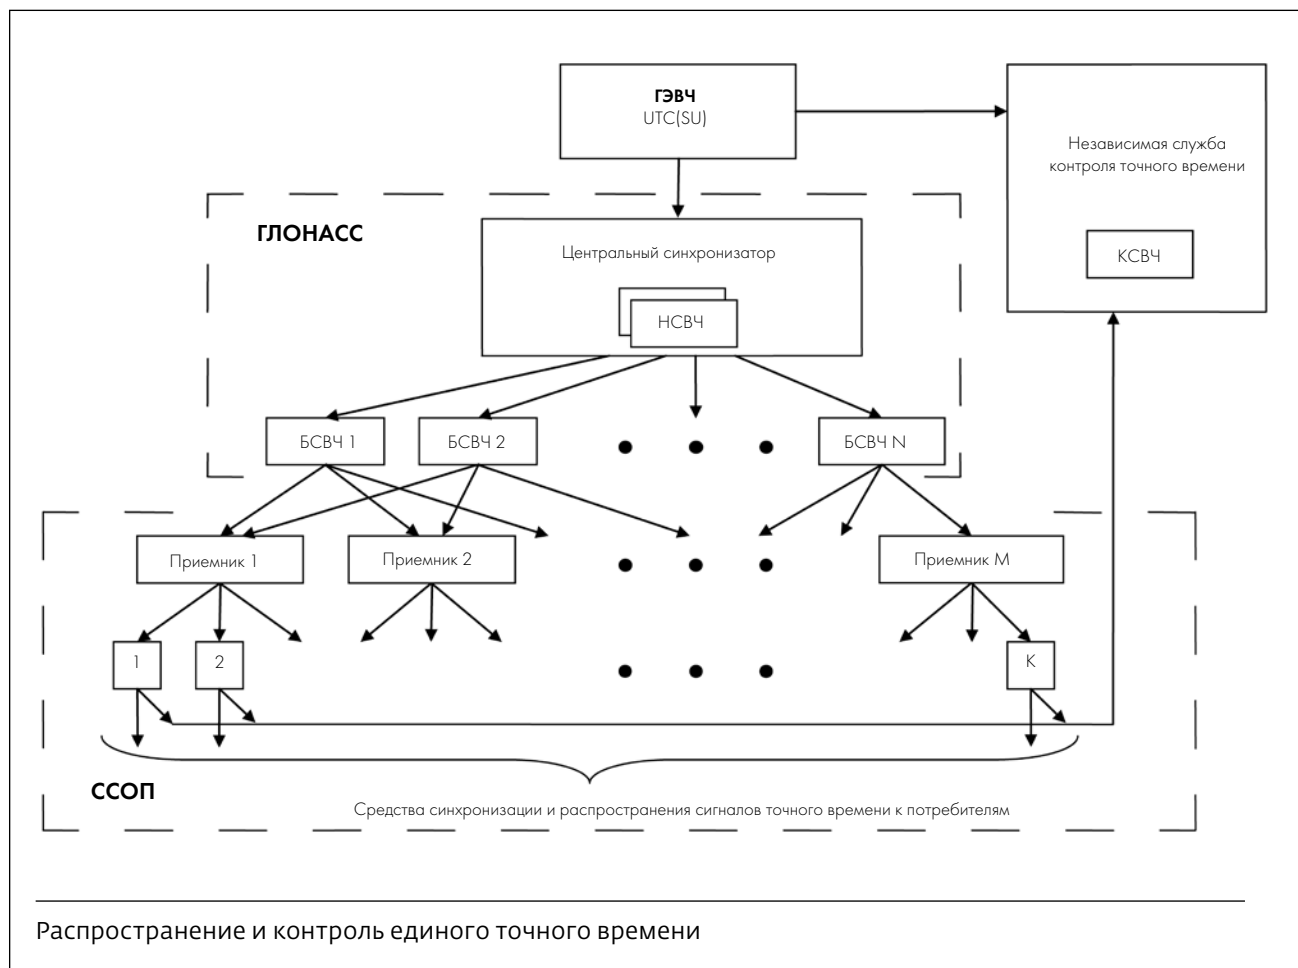 ГЭВЧ
UTC(SU)
Независимая служба
контроля точного времени
КСВЧ
ГЛОНАСС
Центральный синхронизатор
НСВЧ
БСВЧ 1
БСВЧ 2
БСВЧ N
Приемник 1
Приемник 2
Приемник M
1
2
К
ССОП
Средства синхронизации и распространения сигналов точного времени к потребителям
Распространение и контроль единого точного времени